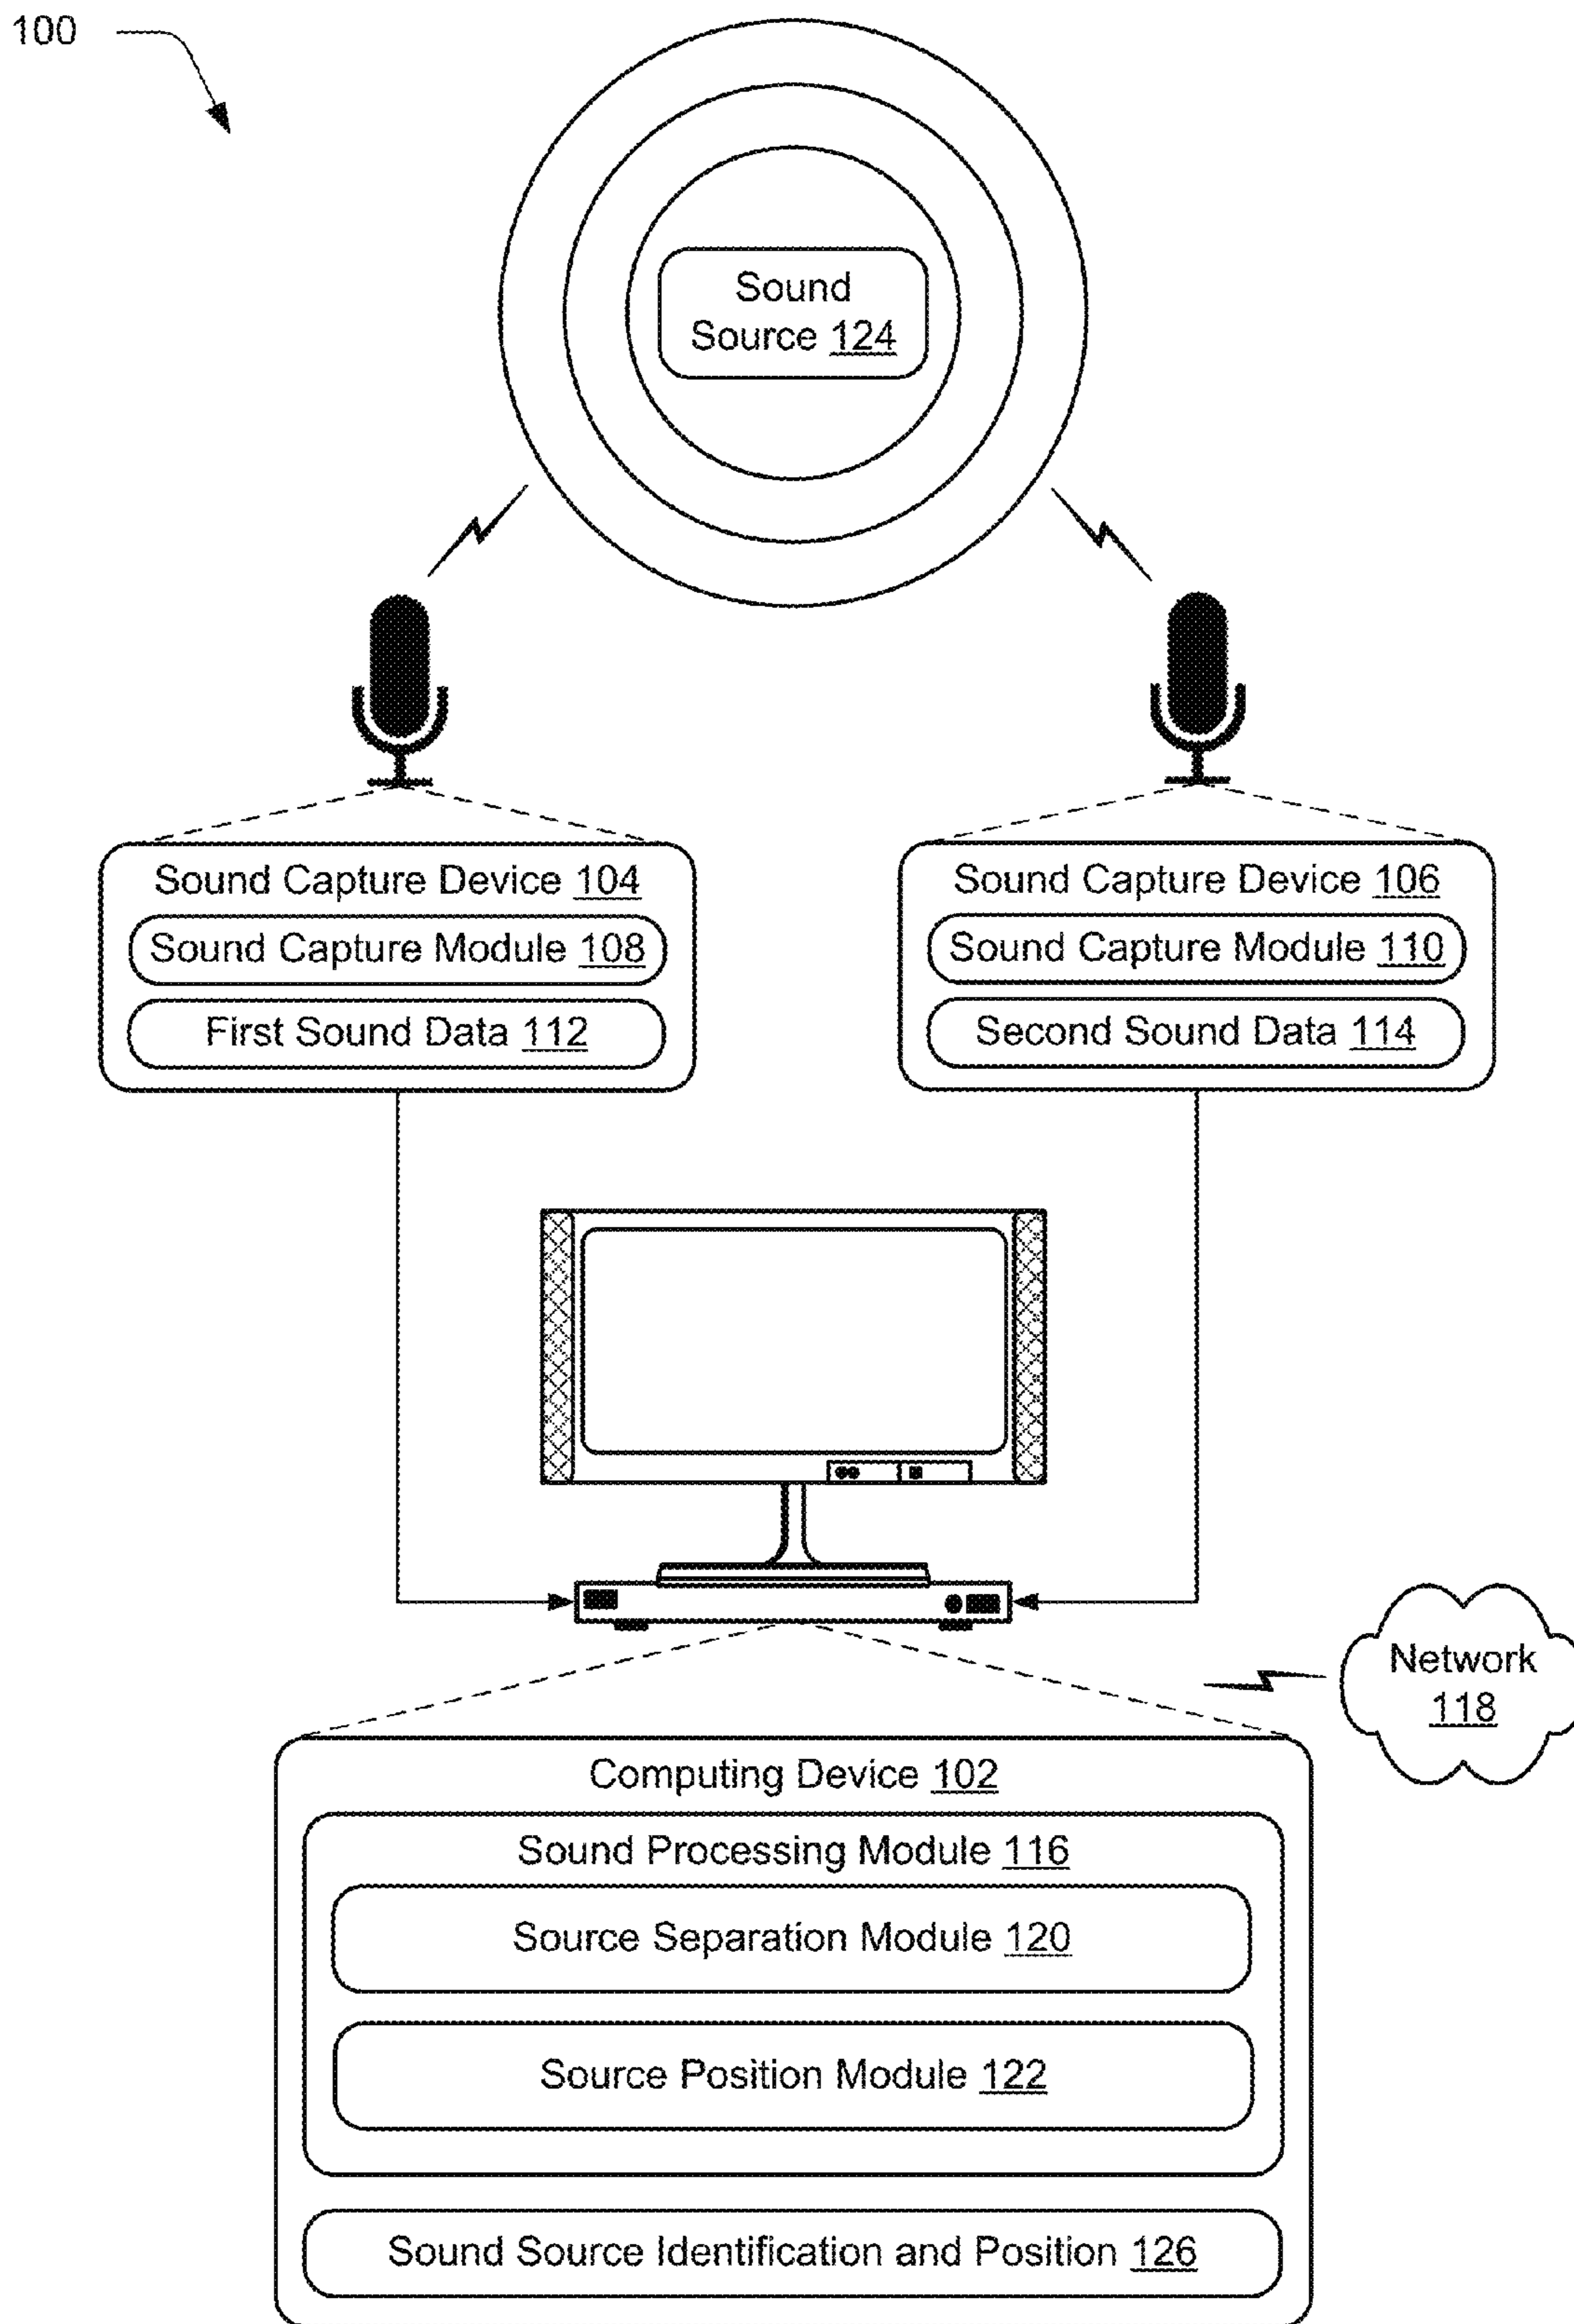 100
Sound
Source 124
Sound Capture Device 104
Sound Capture Module 108
First Sound Data 112
Sound Capture Device 106
Sound Capture Module 110
Second Sound Data 114
Network
118
Computing Device 102
Sound Processing Module 116
Source Separation Module 120
Source Position Module 122
Sound Source Identification and Position 126